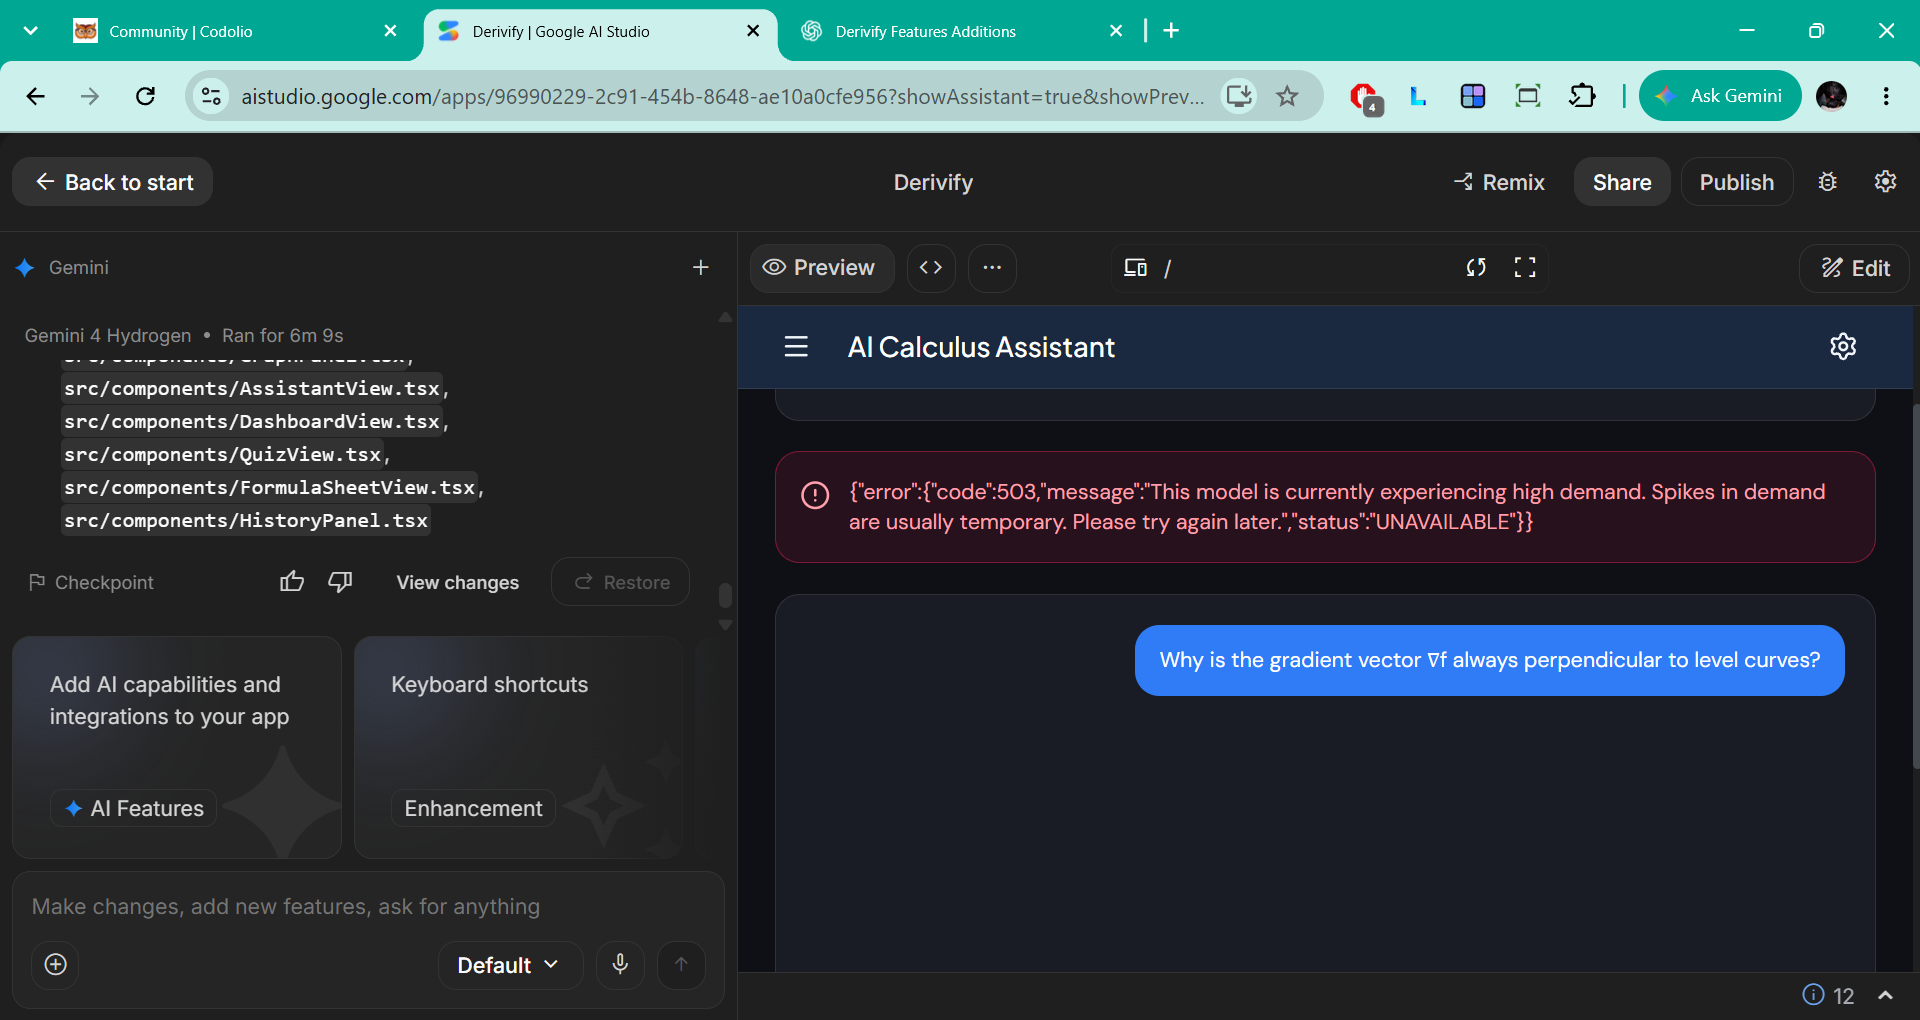 Community | Codolio
Derivify | Google AI Studio
Derivify Features Additions
aistudio.google.com/apps/96990229-2c91-454b-8648-ae10a0cfe956?showAssistant=true&showPrev...
4
Ask Gemini
Back to start
Derivify
Remix
Share
Publish
Gemini
Preview
/
Edit
Gemini 4 Hydrogen • Ran for 6m 9s
src/components/GraphPanel.tsx,
src/components/AssistantView.tsx,
src/components/DashboardView.tsx,
src/components/QuizView.tsx,
src/components/FormulaSheetView.tsx,
src/components/HistoryPanel.tsx
Checkpoint
View changes
Restore
Add AI capabilities and
integrations to your app
AI Features
Keyboard shortcuts
Enhancement
Make changes, add new features, ask for anything
Default
AI Calculus Assistant
{"error":{"code":503,"message":"This model is currently experiencing high demand. Spikes in demand
are usually temporary. Please try again later.","status":"UNAVAILABLE"}}
Why is the gradient vector ∇f always perpendicular to level curves?
12